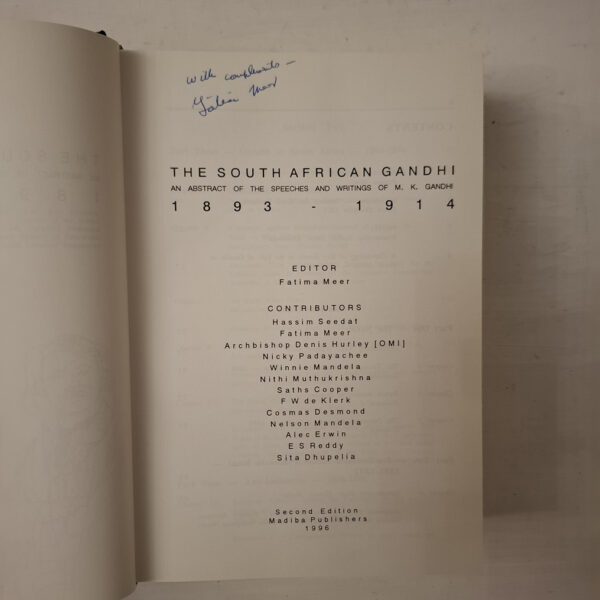 With compliments –
Fatima Meer
THE SOUTH AFRICAN GANDHI
AN ABSTRACT OF THE SPEECHES AND WRITINGS OF M. K. GANDHI
1893 - 1914
EDITOR
Fatima Meer
CONTRIBUTORS
Hassim Seedat
Fatima Meer
Archbishop Denis Hurley [OMI]
Nicky Padayachee
Winnie Mandela
Nithi Muthukrishna
Saths Cooper
F W de Klerk
Cosmas Desmond
Nelson Mandela
Alec Erwin
E S Reddy
Sita Dhupelia
Second Edition
Madiba Publishers
1996